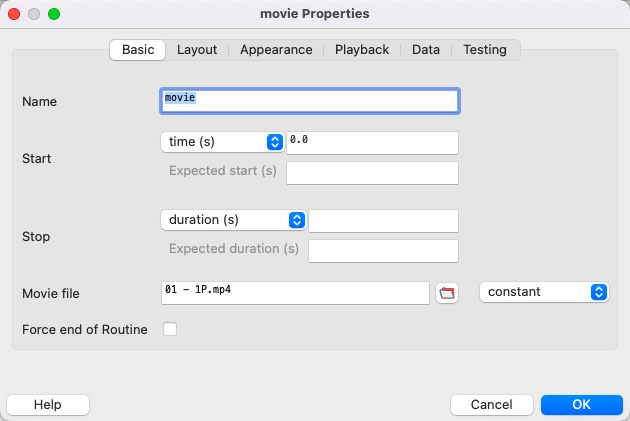 movie Properties
Basic Layout Appearance Playback Data Testing
Name movie
Start time (s) 0.0
Expected start (s)
Stop duration (s)
Expected duration (s)
Movie file 01 – 1P.mp4 constant
Force end of Routine
Help Cancel OK